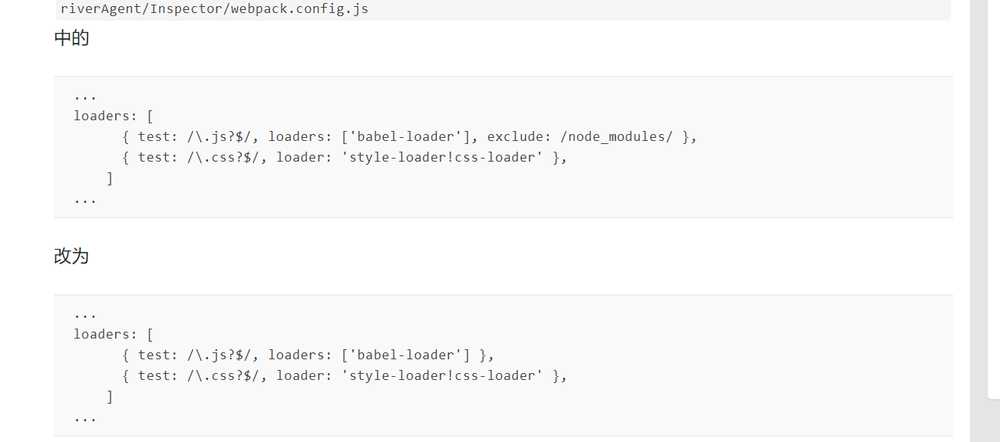 riverAgent/Inspector/webpack.config.js
中的
...
loaders: [
{ test: /\.js?$/, loaders: ['babel-loader'], exclude: /node_modules/ },
{ test: /\.css?$/, loader: 'style-loader!css-loader' },
]
...
改为
...
loaders: [
{ test: /\.js?$/, loaders: ['babel-loader'] },
{ test: /\.css?$/, loader: 'style-loader!css-loader' },
]
...